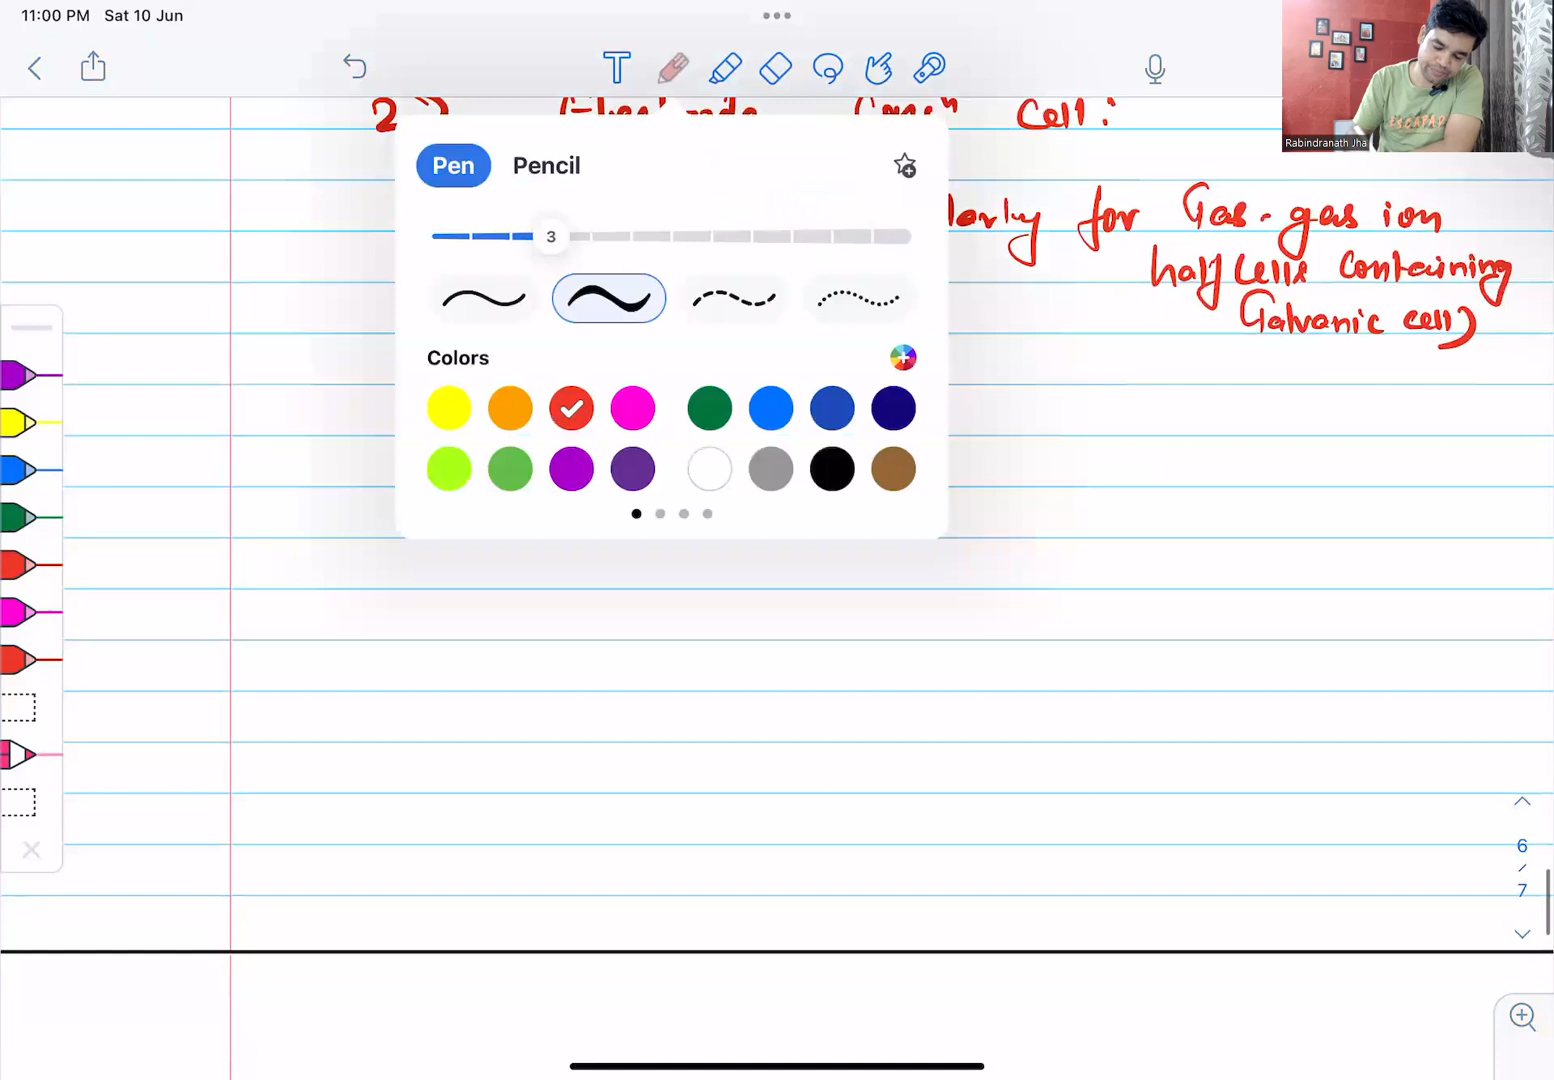 11:00 PM Sat 10 Jun
T
Rabindranath Jha
2) Cell:
Pen Pencil
3
for Gas-gas ion
half cells containing
Galvanic cell)
Colors
6
/
7